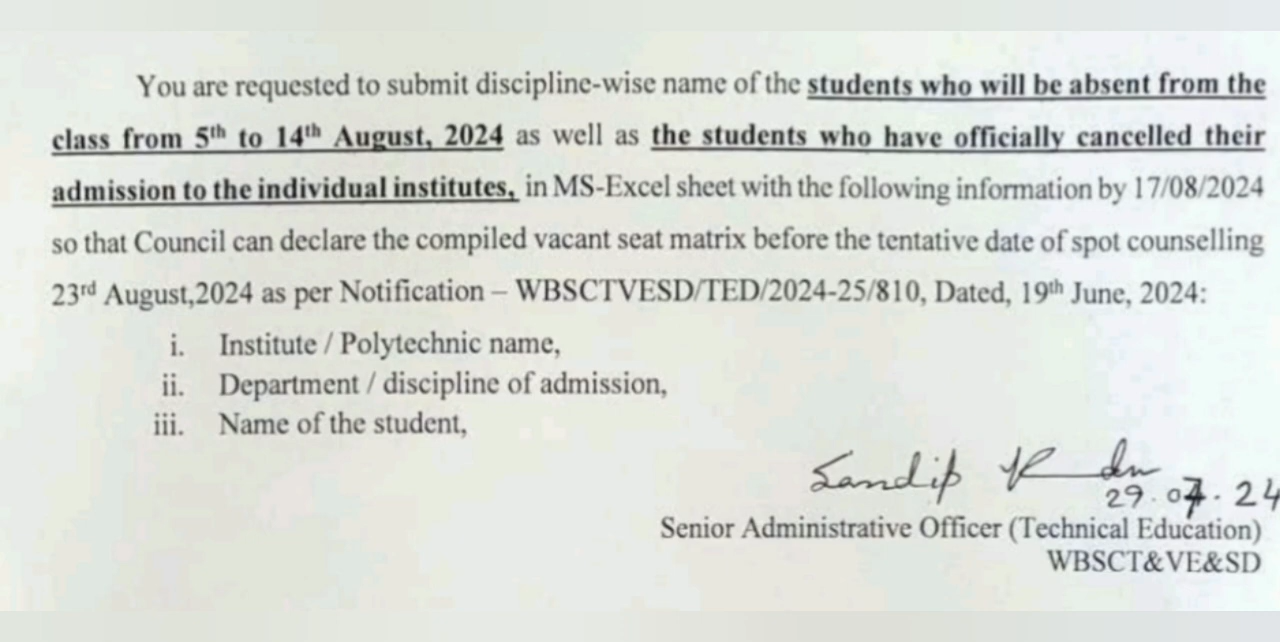 You are requested to submit discipline-wise name of the students who will be absent from the
class from 5th to 14th August, 2024 as well as the students who have officially cancelled their
admission to the individual institutes, in MS-Excel sheet with the following information by 17/08/2024
so that Council can declare the compiled vacant seat matrix before the tentative date of spot counselling
23rd August,2024 as per Notification – WBSCTVESD/TED/2024-25/810, Dated, 19th June, 2024:
i. Institute / Polytechnic name,
ii. Department / discipline of admission,
iii. Name of the student,
Sandip
29.07.24
Senior Administrative Officer (Technical Education)
WBSCT&VE&SD